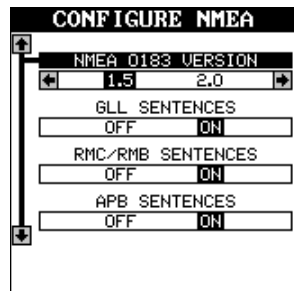 CONFIGURE NMEA
NMEA 0183 VERSION
1.5 2.0
GLL SENTENCES
OFF ON
RMC/RMB SENTENCES
OFF ON
APB SENTENCES
OFF ON